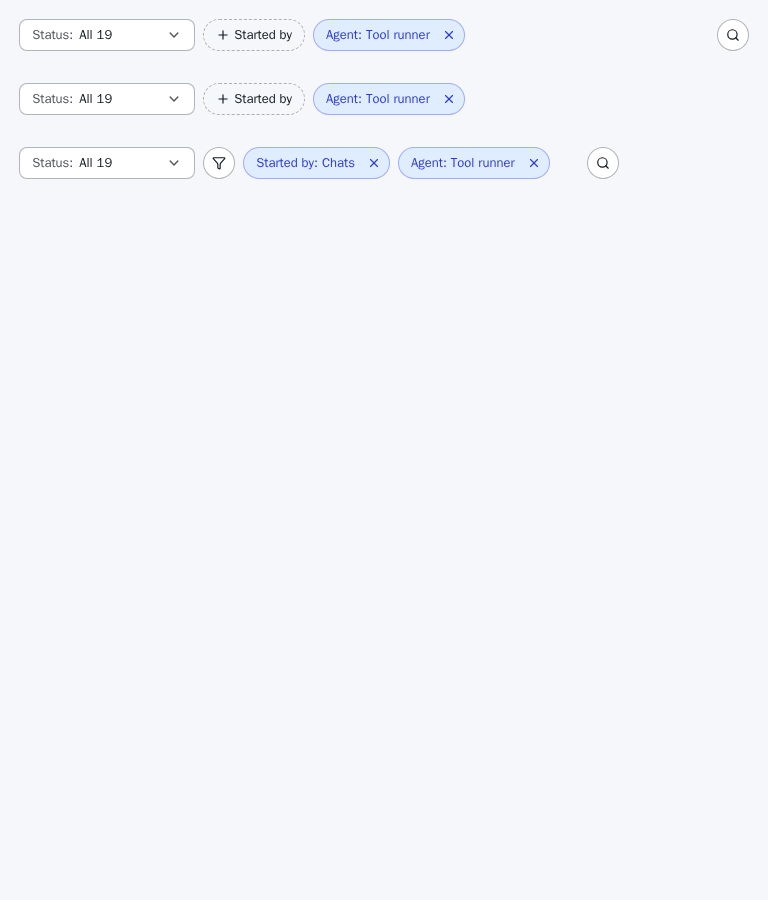 Status: All 19 Started by Agent: Tool runner
Status: All 19 Started by Agent: Tool runner
Status: All 19 Started by: Chats Agent: Tool runner